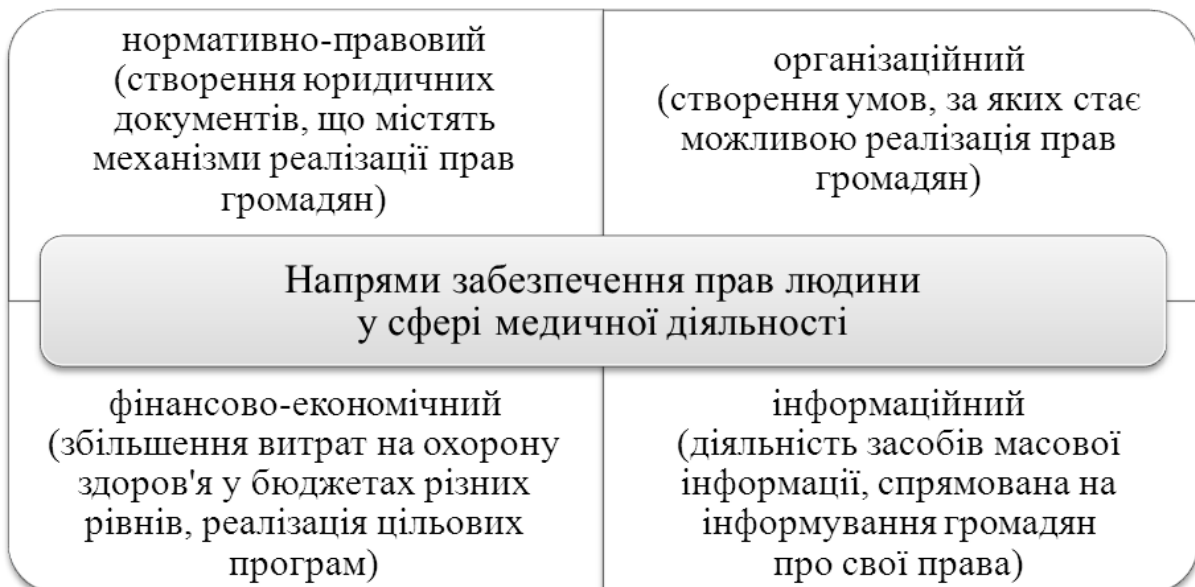 нормативно-правовий
(створення юридичних
документів, що містять
механізми реалізації прав
громадян)
організаційний
(створення умов, за яких стає
можливою реалізація прав
громадян)
Напрями забезпечення прав людини
у сфері медичної діяльності
фінансово-економічний
(збільшення витрат на охорону
здоров'я у бюджетах різних
рівнів, реалізація цільових
програм)
інформаційний
(діяльність засобів масової
інформації, спрямована на
інформування громадян
про свої права)